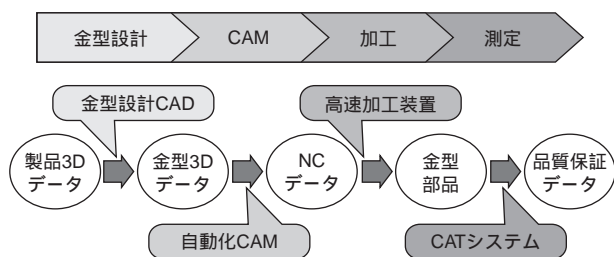 金型設計
CAM
加工
測定
金型設計CAD
高速加工装置
製品3D
データ
金型3D
データ
NC
データ
金型
部品
品質保証
データ
自動化CAM
CATシステム